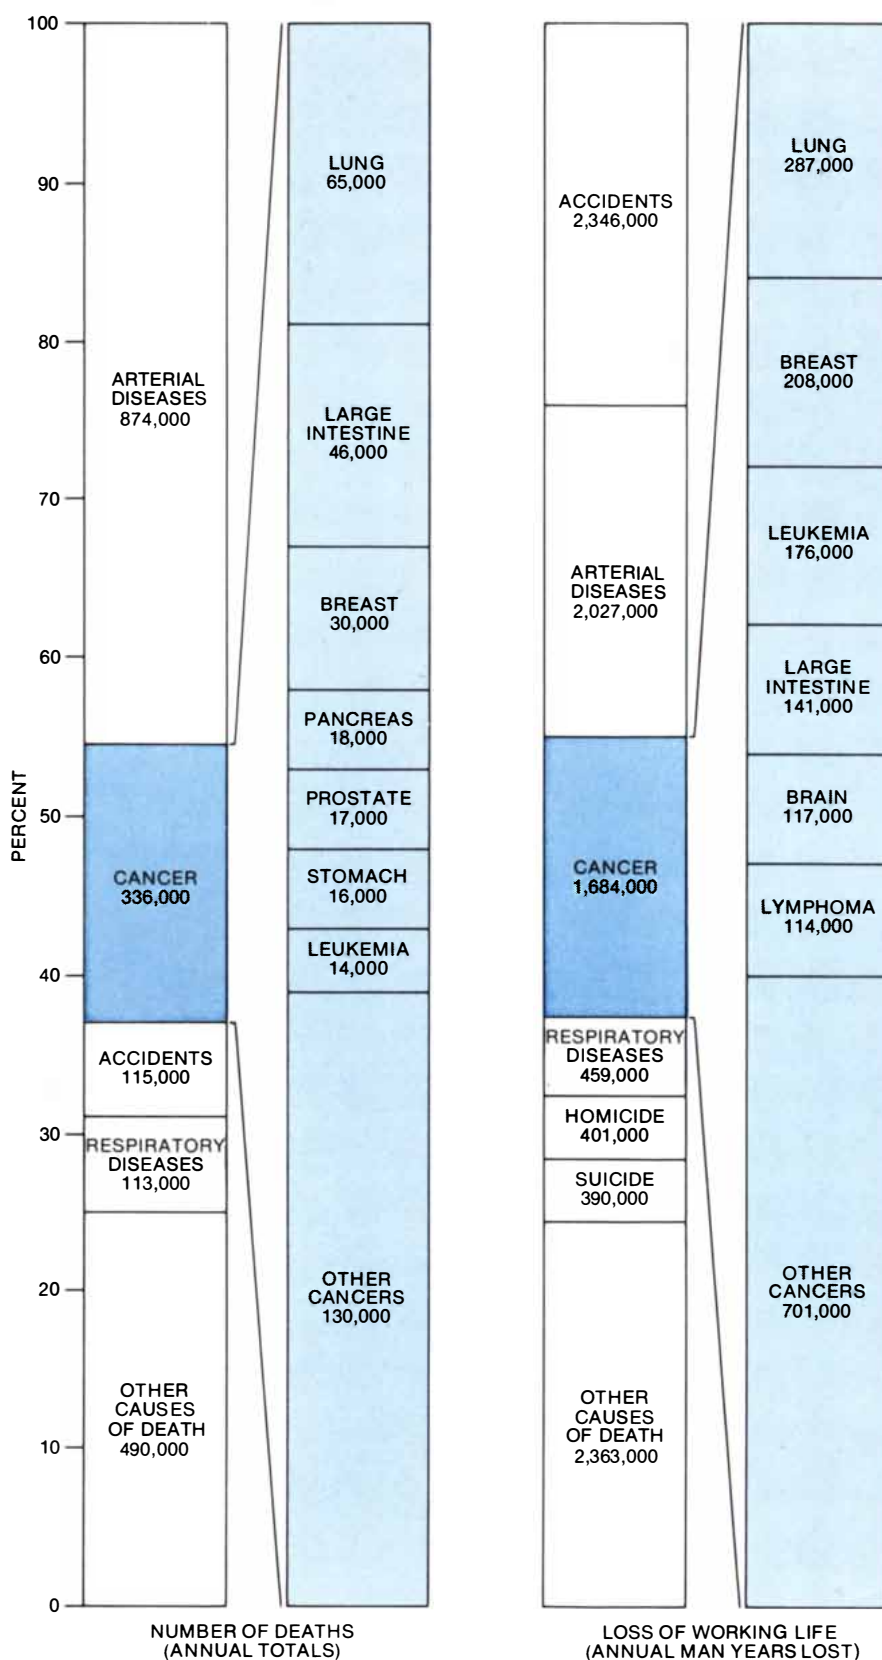 100
90
80
70
60
50
40
30
20
10
0
PERCENT
ARTERIAL
DISEASES
874,000
CANCER
336,000
ACCIDENTS
115,000
RESPIRATORY
DISEASES
113,000
OTHER
CAUSES
OF DEATH
490,000
LUNG
65,000
LARGE
INTESTINE
46,000
BREAST
30,000
PANCREAS
18,000
PROSTATE
17,000
STOMACH
16,000
LEUKEMIA
14,000
OTHER
CANCERS
130,000
NUMBER OF DEATHS
(ANNUAL TOTALS)
ACCIDENTS
2,346,000
ARTERIAL
DISEASES
2,027,000
CANCER
1,684,000
RESPIRATORY
DISEASES
459,000
HOMICIDE
401,000
SUICIDE
390,000
OTHER
CAUSES
OF DEATH
2,363,000
LUNG
287,000
BREAST
208,000
LEUKEMIA
176,000
LARGE
INTESTINE
141,000
BRAIN
117,000
LYMPHOMA
114,000
OTHER
CANCERS
701,000
LOSS OF WORKING LIFE
(ANNUAL MAN YEARS LOST)